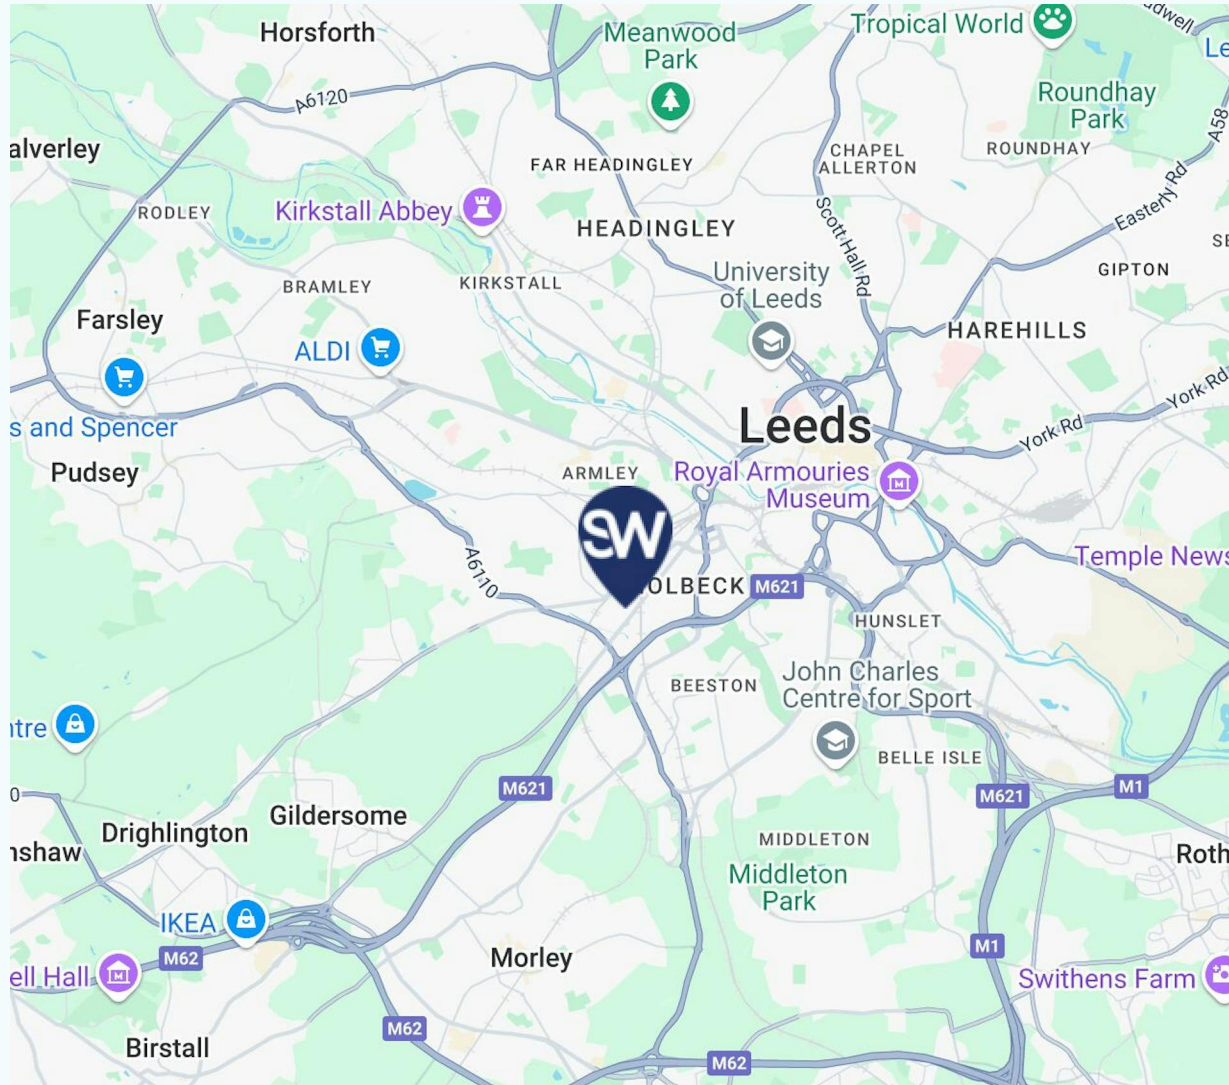 Horsforth
Meanwood
Park
Tropical World
A6120
Roundhay
Park
A58
alverley
FAR HEADINGLEY
CHAPEL
ALLERTON
ROUNDHAY
RODLEY
Kirkstall Abbey
HEADINGLEY
Scott Hall Rd
Easterly Rd
BRAMLEY
KIRKSTALL
University
of Leeds
GIPTON
Farsley
ALDI
HAREHILLS
s and Spencer
Leeds
York Rd
York Rd
Pudsey
ARMLEY
Royal Armouries
Museum
SW
A6110
Temple News
OLBECK
M621
HUNSLET
BEESTON
John Charles
Centre for Sport
ntre
BELLE ISLE
M621
M621
M1
0
Gildersome
Drighlington
nshaw
MIDDLETON
Roth
Middleton
Park
IKEA
M62
Morley
M1
ell Hall
Swithens Farm
M62
Birstall
M62